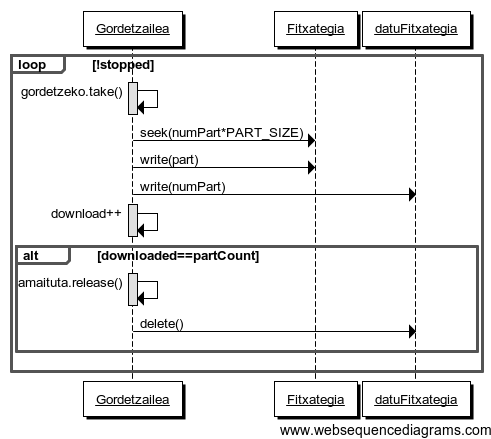 Gordetzailea Fitxategia datuFitxategia
loop [!stopped]
gordetzeko.take()
seek(numPart*PART_SIZE)
write(part)
write(numPart)
download++
alt [downloaded==partCount]
amaituta.release()
delete()
Gordetzailea Fitxategia datuFitxategia
www.websequencediagrams.com